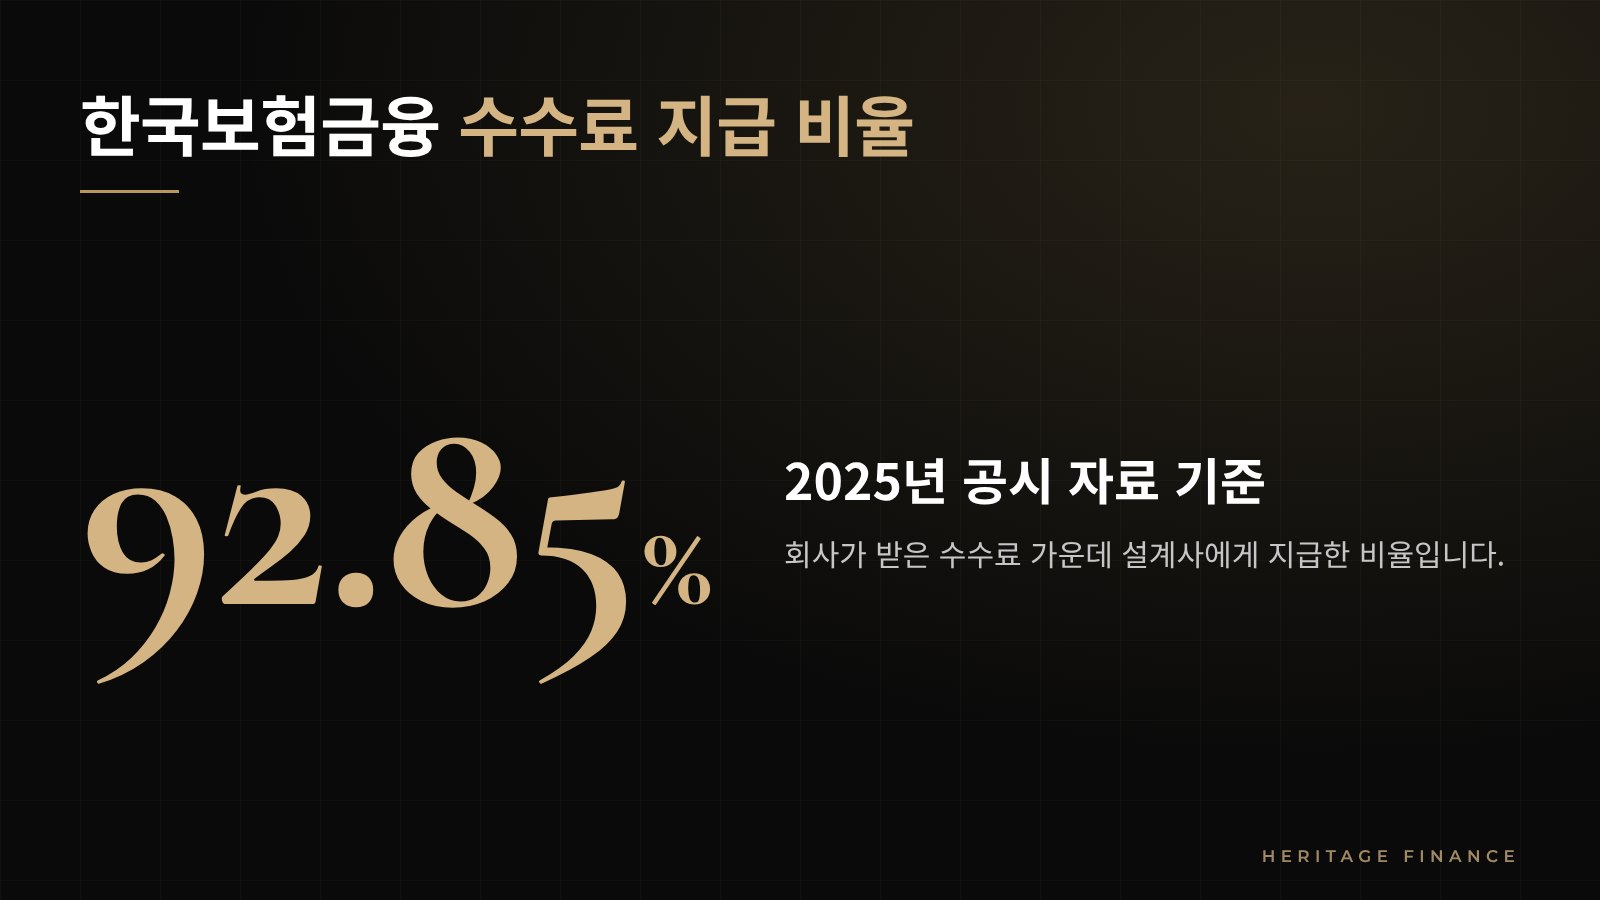 한국보험금융 수수료 지급 비율
92.85%
2025년 공시 자료 기준
회사가 받은 수수료 가운데 설계사에게 지급한 비율입니다.
HERITAGE FINANCE